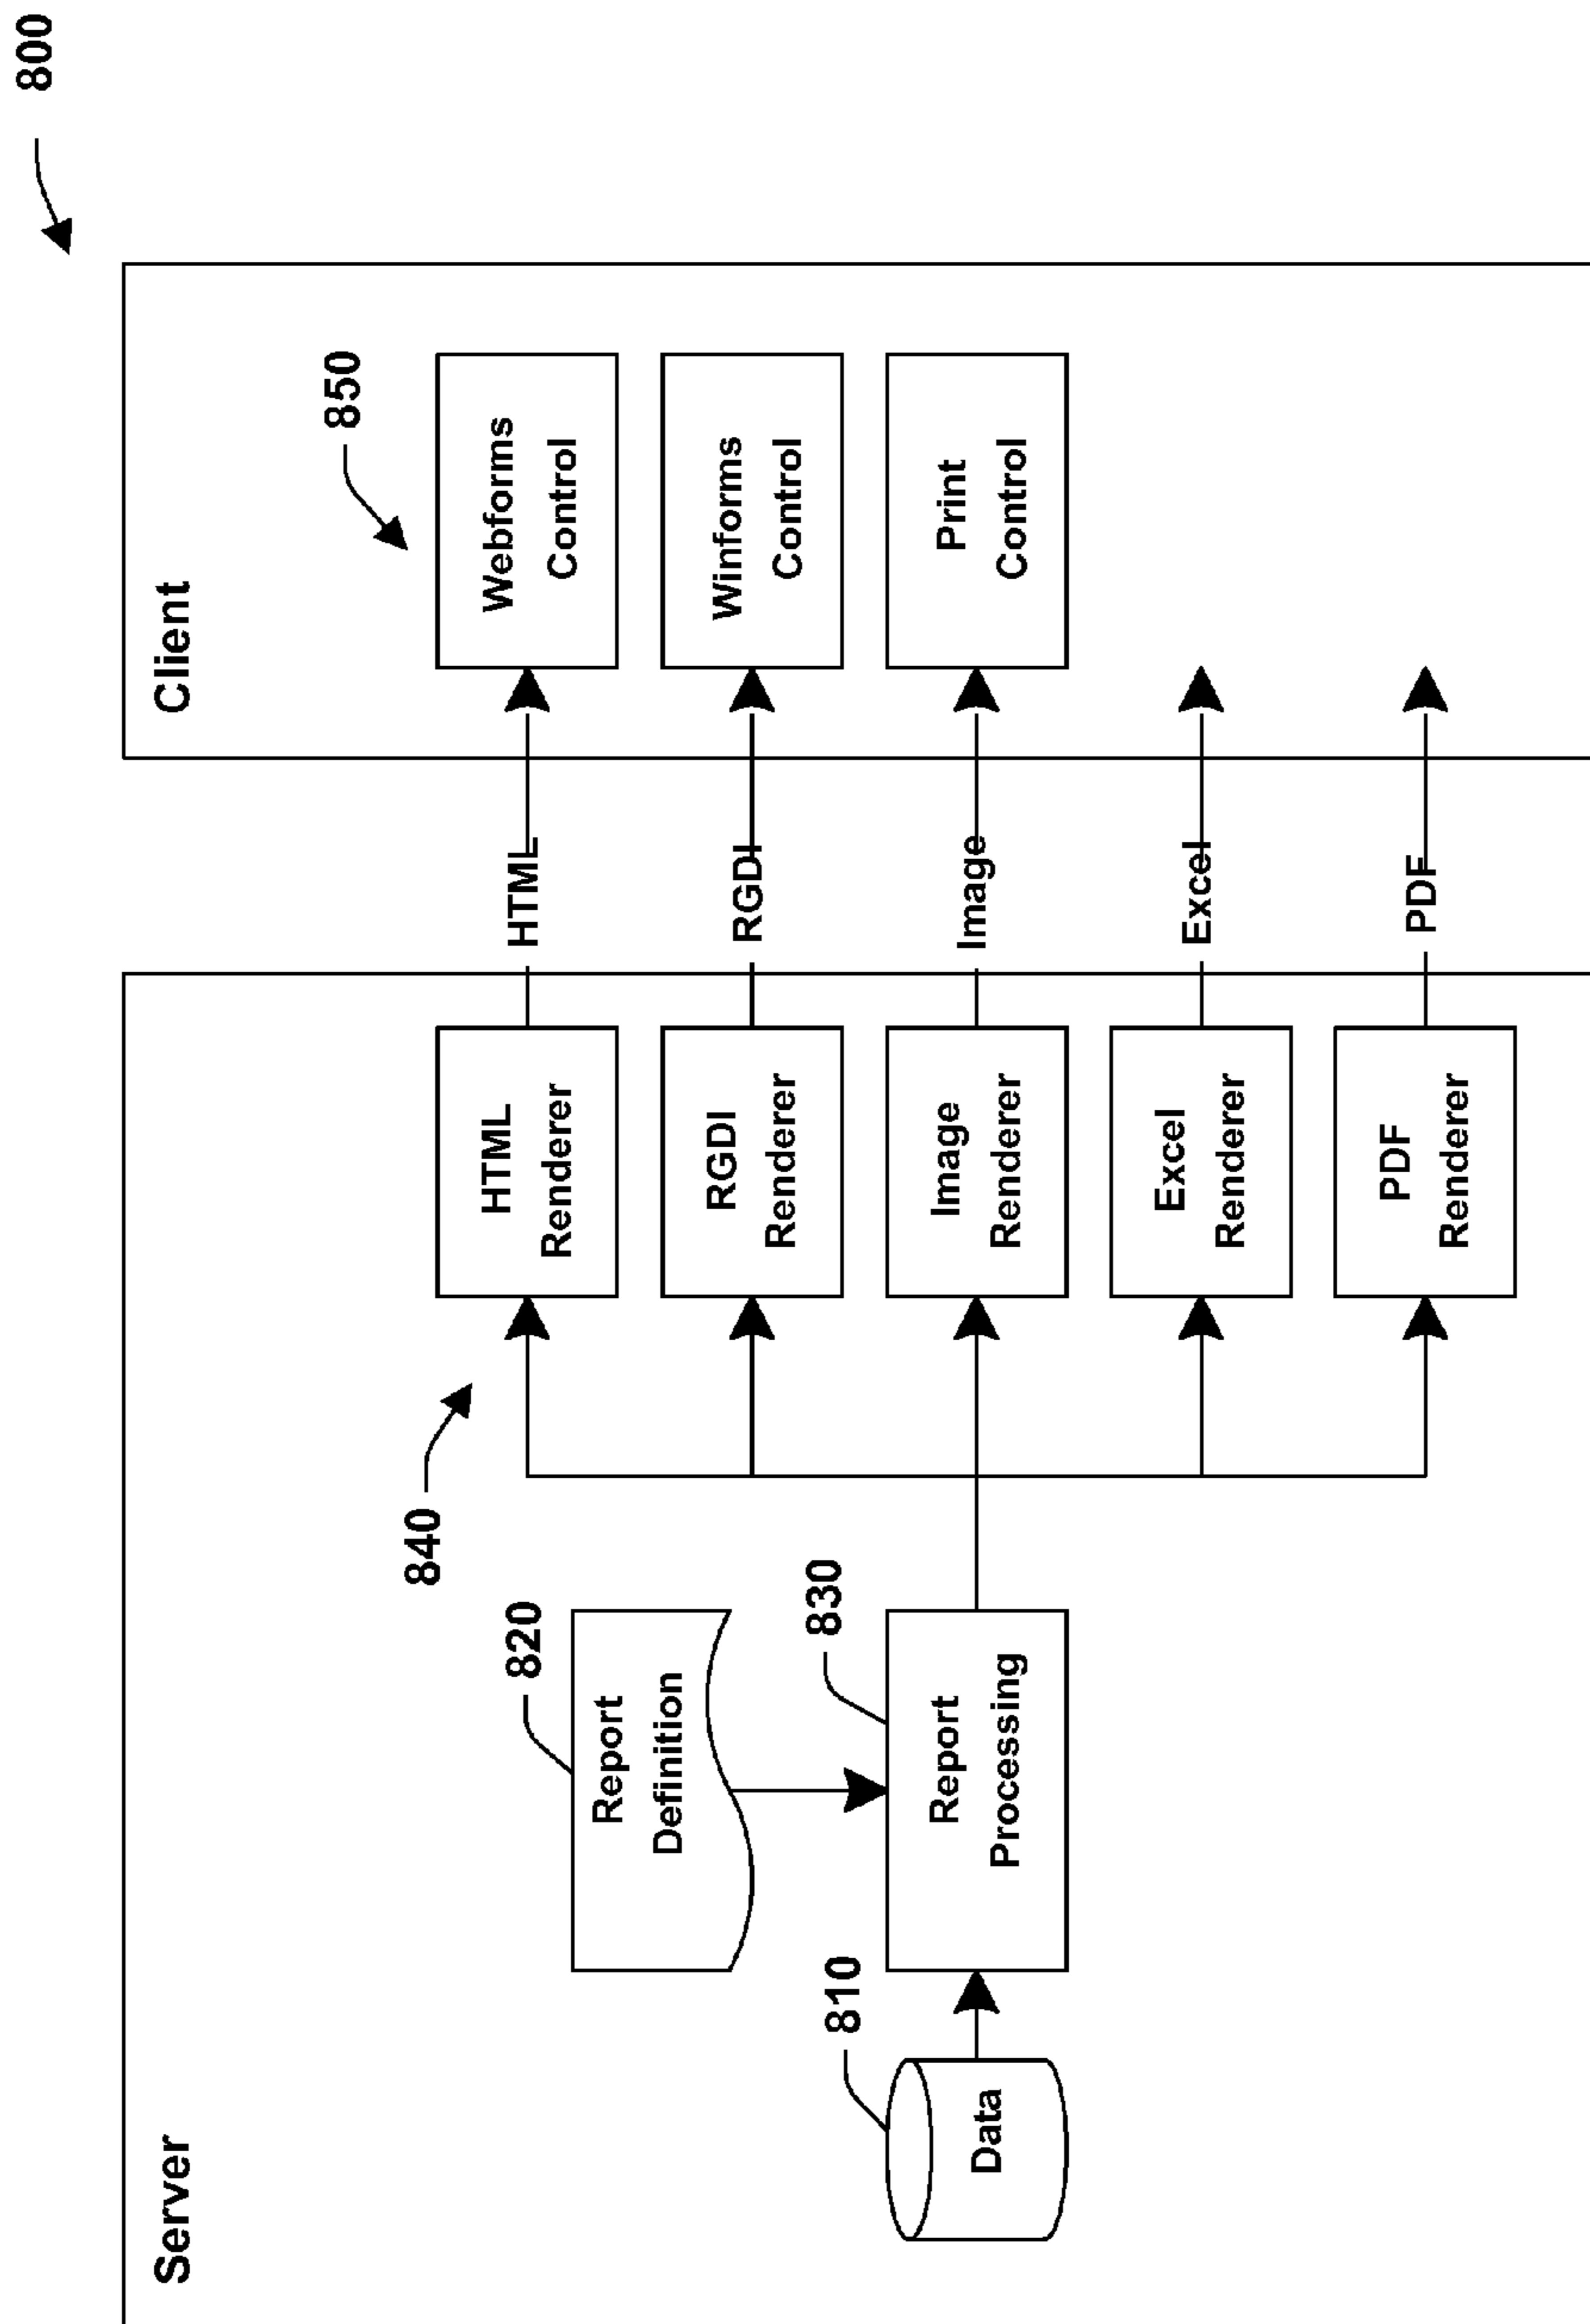 800
Server
Client
820
Report
Definition
810
Data
830
Report
Processing
840
HTML
Renderer
RGDI
Renderer
Image
Renderer
Excel
Renderer
PDF
Renderer
HTML
RGDI
Image
Excel
PDF
850
Webforms
Control
Winforms
Control
Print
Control